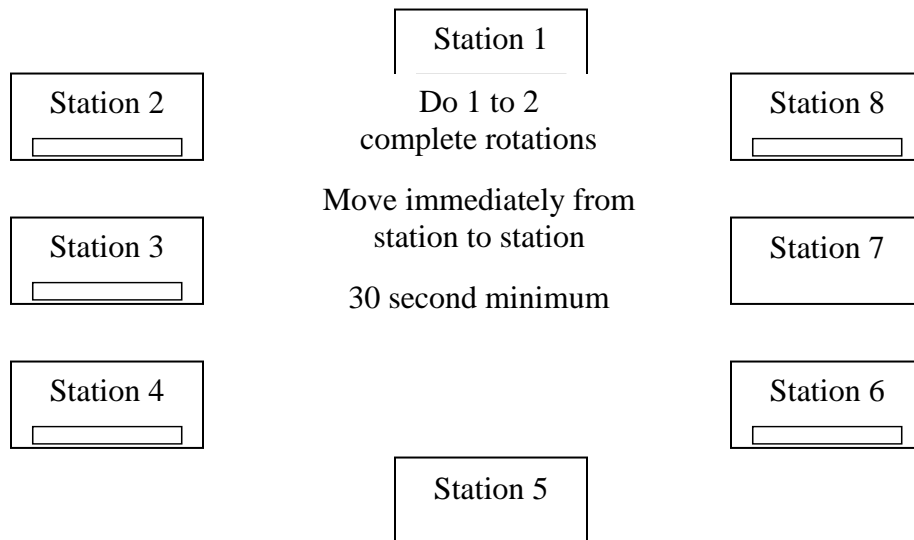 Station 1
Station 2
Do 1 to 2
complete rotations
Station 8
Move immediately from
station to station
Station 3
Station 7
30 second minimum
Station 4
Station 6
Station 5